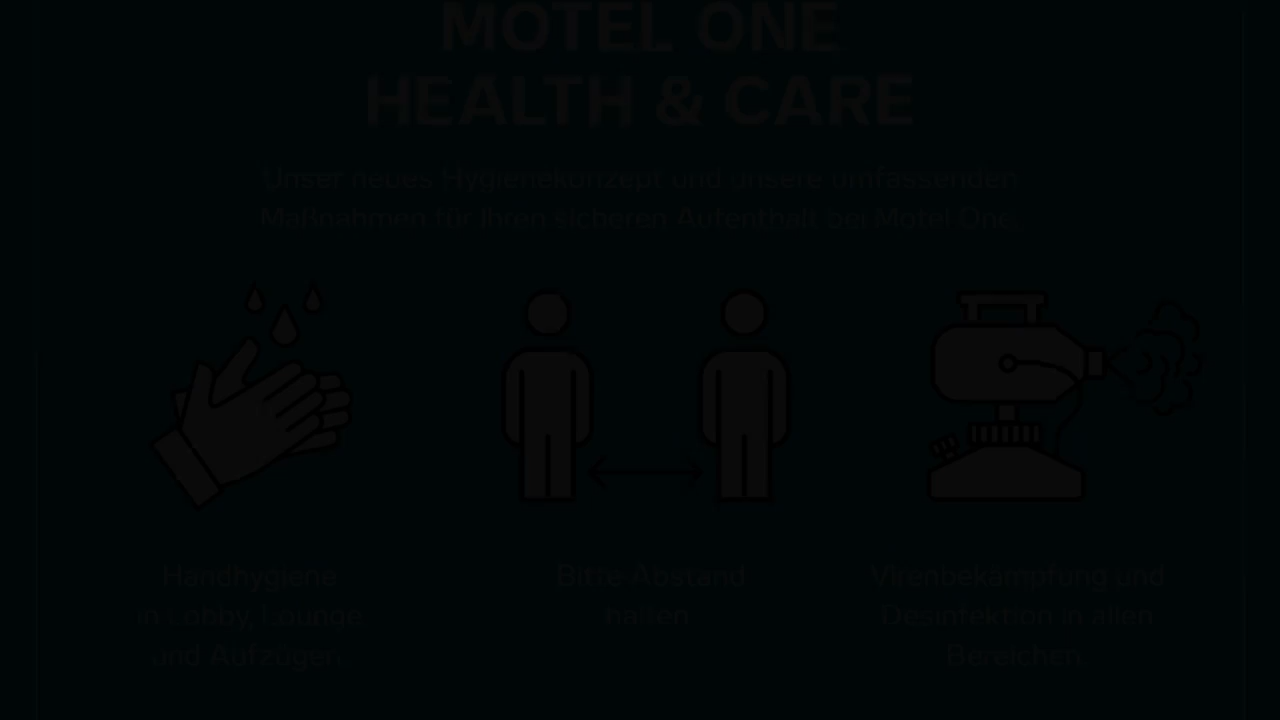 MOTEL ONE
HEALTH & CARE
Unser neues Hygienekonzept und unsere umfassenden
Maßnahmen für Ihren sicheren Aufenthalt bei Motel One.
Handhygiene
in Lobby, Lounge
und Aufzügen.
Bitte Abstand
halten
Virenbekämpfung und
Desinfektion in allen
Bereichen.